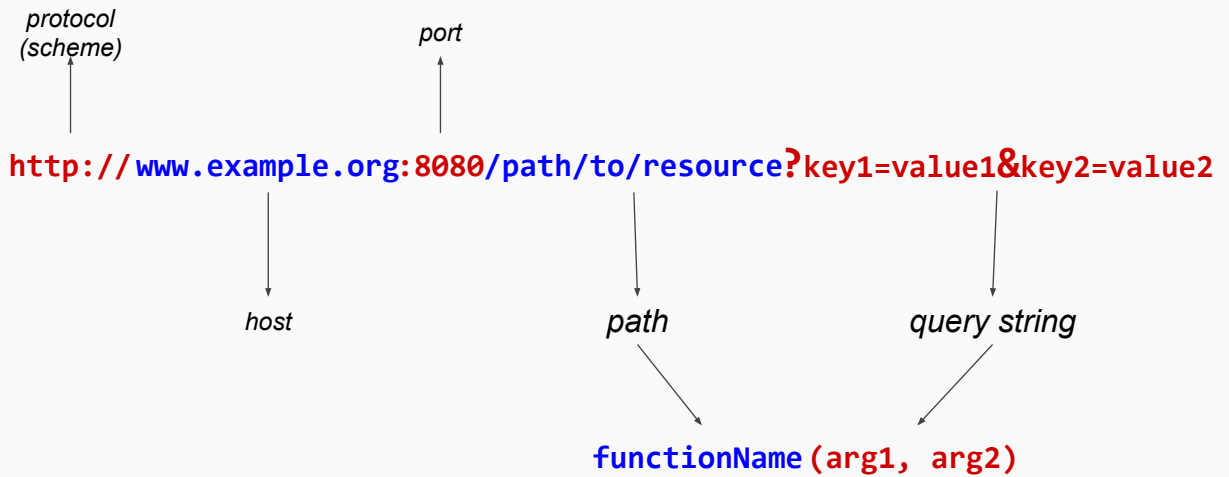 protocol
(scheme)
port
http://www.example.org:8080/path/to/resource?key1=value1&key2=value2
host
path
query string
functionName(arg1, arg2)